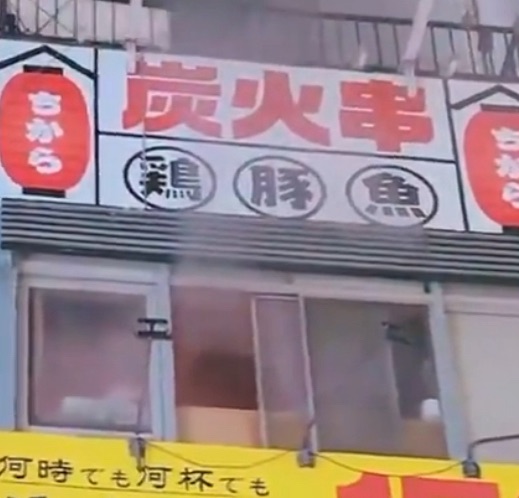 ちから
炭火串
ちから
鶏 豚 魚
何時でも何杯でも